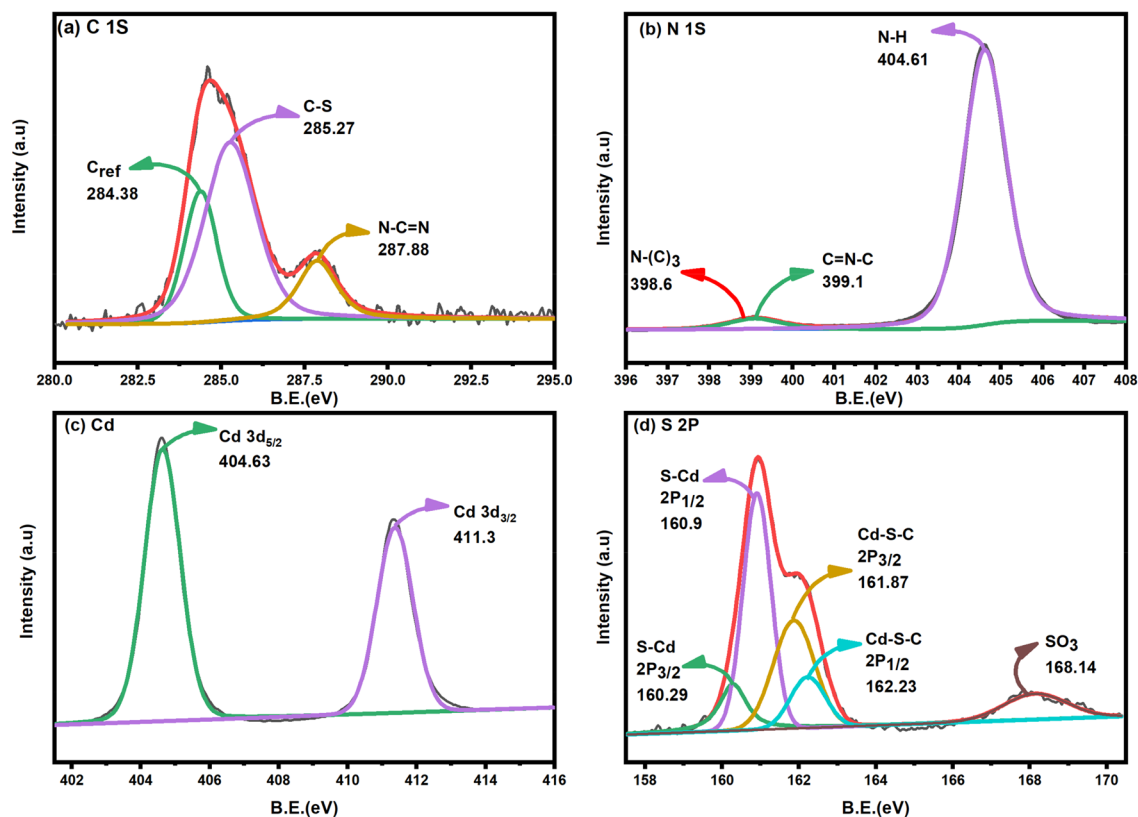 (a) C 1S
C-S
285.27
Cref
284.38
N-C=N
287.88
Intensity (a.u)
280.0 282.5 285.0 287.5 290.0 292.5 295.0
B.E.(eV)
(b) N 1S
N-H
404.61
N-(C)3
398.6
C=N-C
399.1
Intensity (a.u)
396 397 398 399 400 402 403 404 406 407 408
B.E.(eV)
(c) Cd
Cd 3d5/2
404.63
Cd 3d3/2
411.3
Intensity (a.u)
402 404 406 408 410 412 414 416
B.E.(eV)
(d) S 2P
S-Cd
2P1/2
160.9
Cd-S-C
2P3/2
161.87
S-Cd
2P3/2
160.29
Cd-S-C
2P1/2
162.23
SO3
168.14
Intensity (a.u)
158 160 162 164 166 168 170
B.E.(eV)